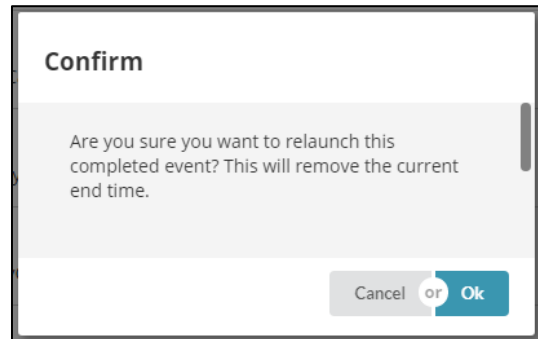 Confirm
Are you sure you want to relaunch this
completed event? This will remove the current
end time.
Cancel or Ok